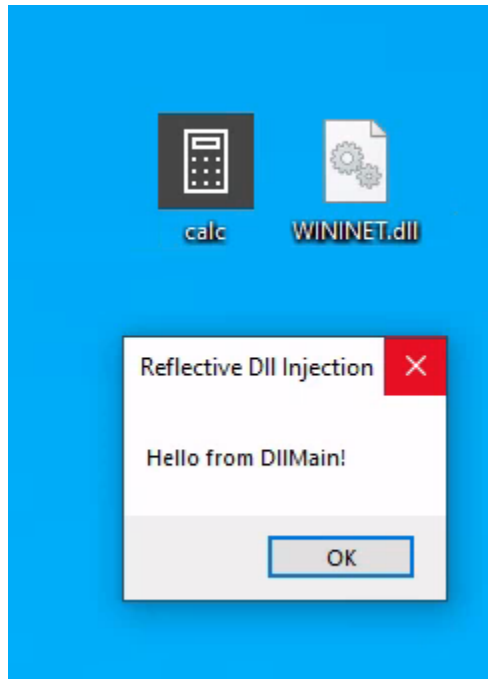 calc
WININET.dll
Reflective Dll Injection
Hello from DllMain!
OK